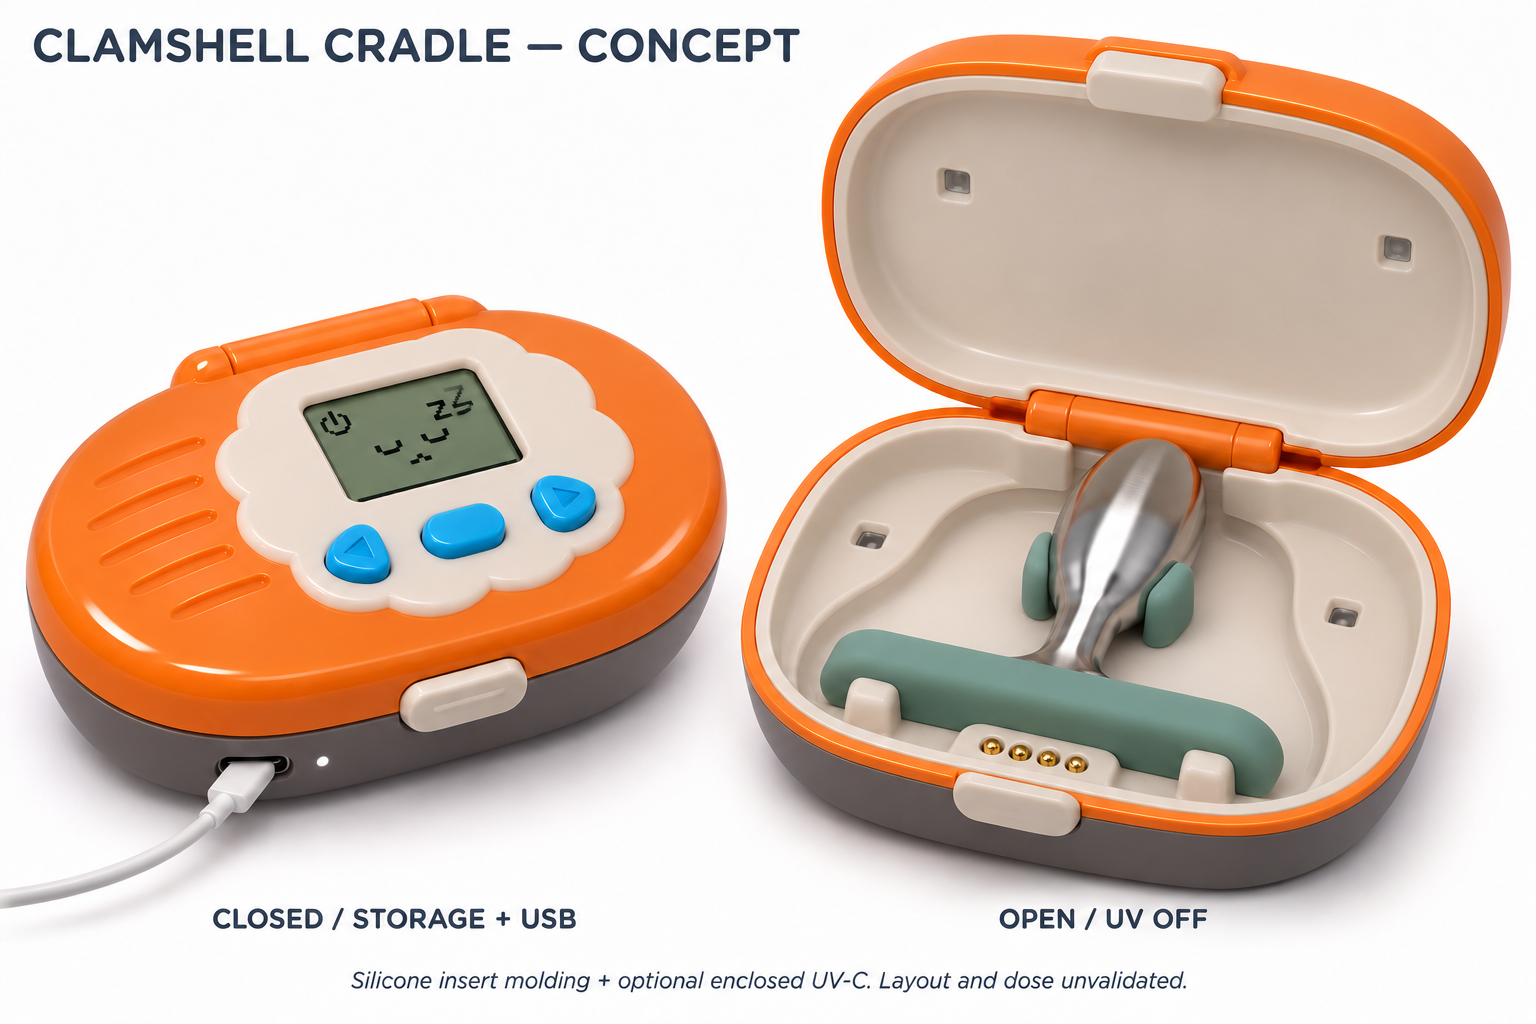 CLAMSHELL CRADLE — CONCEPT
zz
CLOSED / STORAGE + USB
OPEN / UV OFF
Silicone insert molding + optional enclosed UV-C. Layout and dose unvalidated.